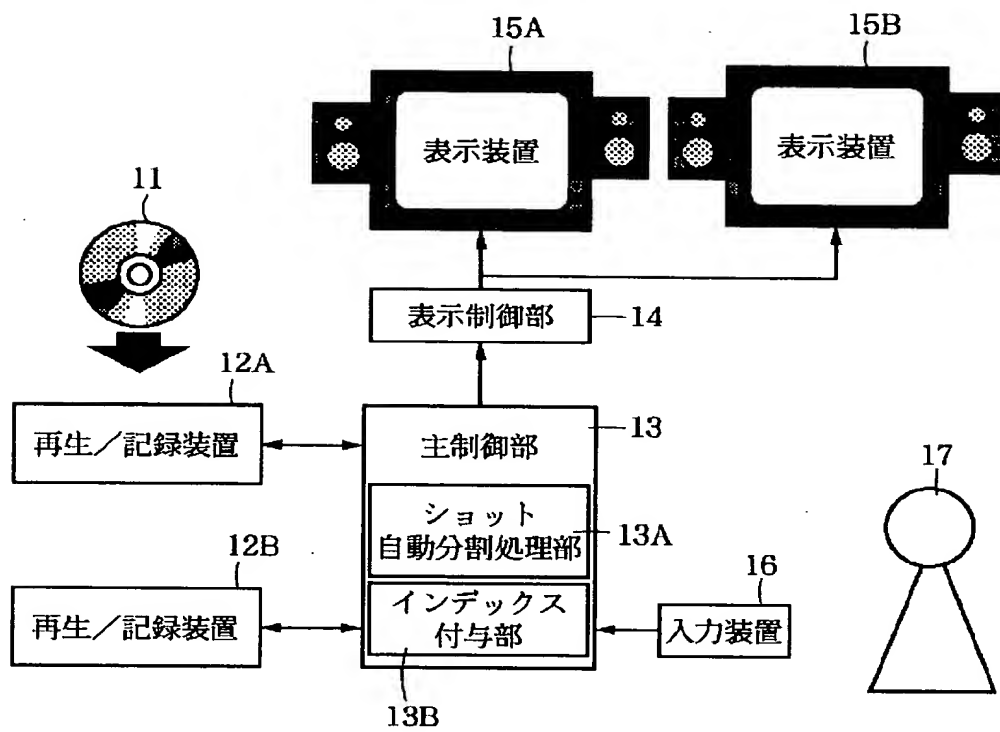 15A
15B
表示装置
表示装置
11
表示制御部
14
12A
再生／記録装置
主制御部
13
17
ショット
自動分割処理部
13A
12B
再生／記録装置
インデックス
付与部
16
入力装置
13B